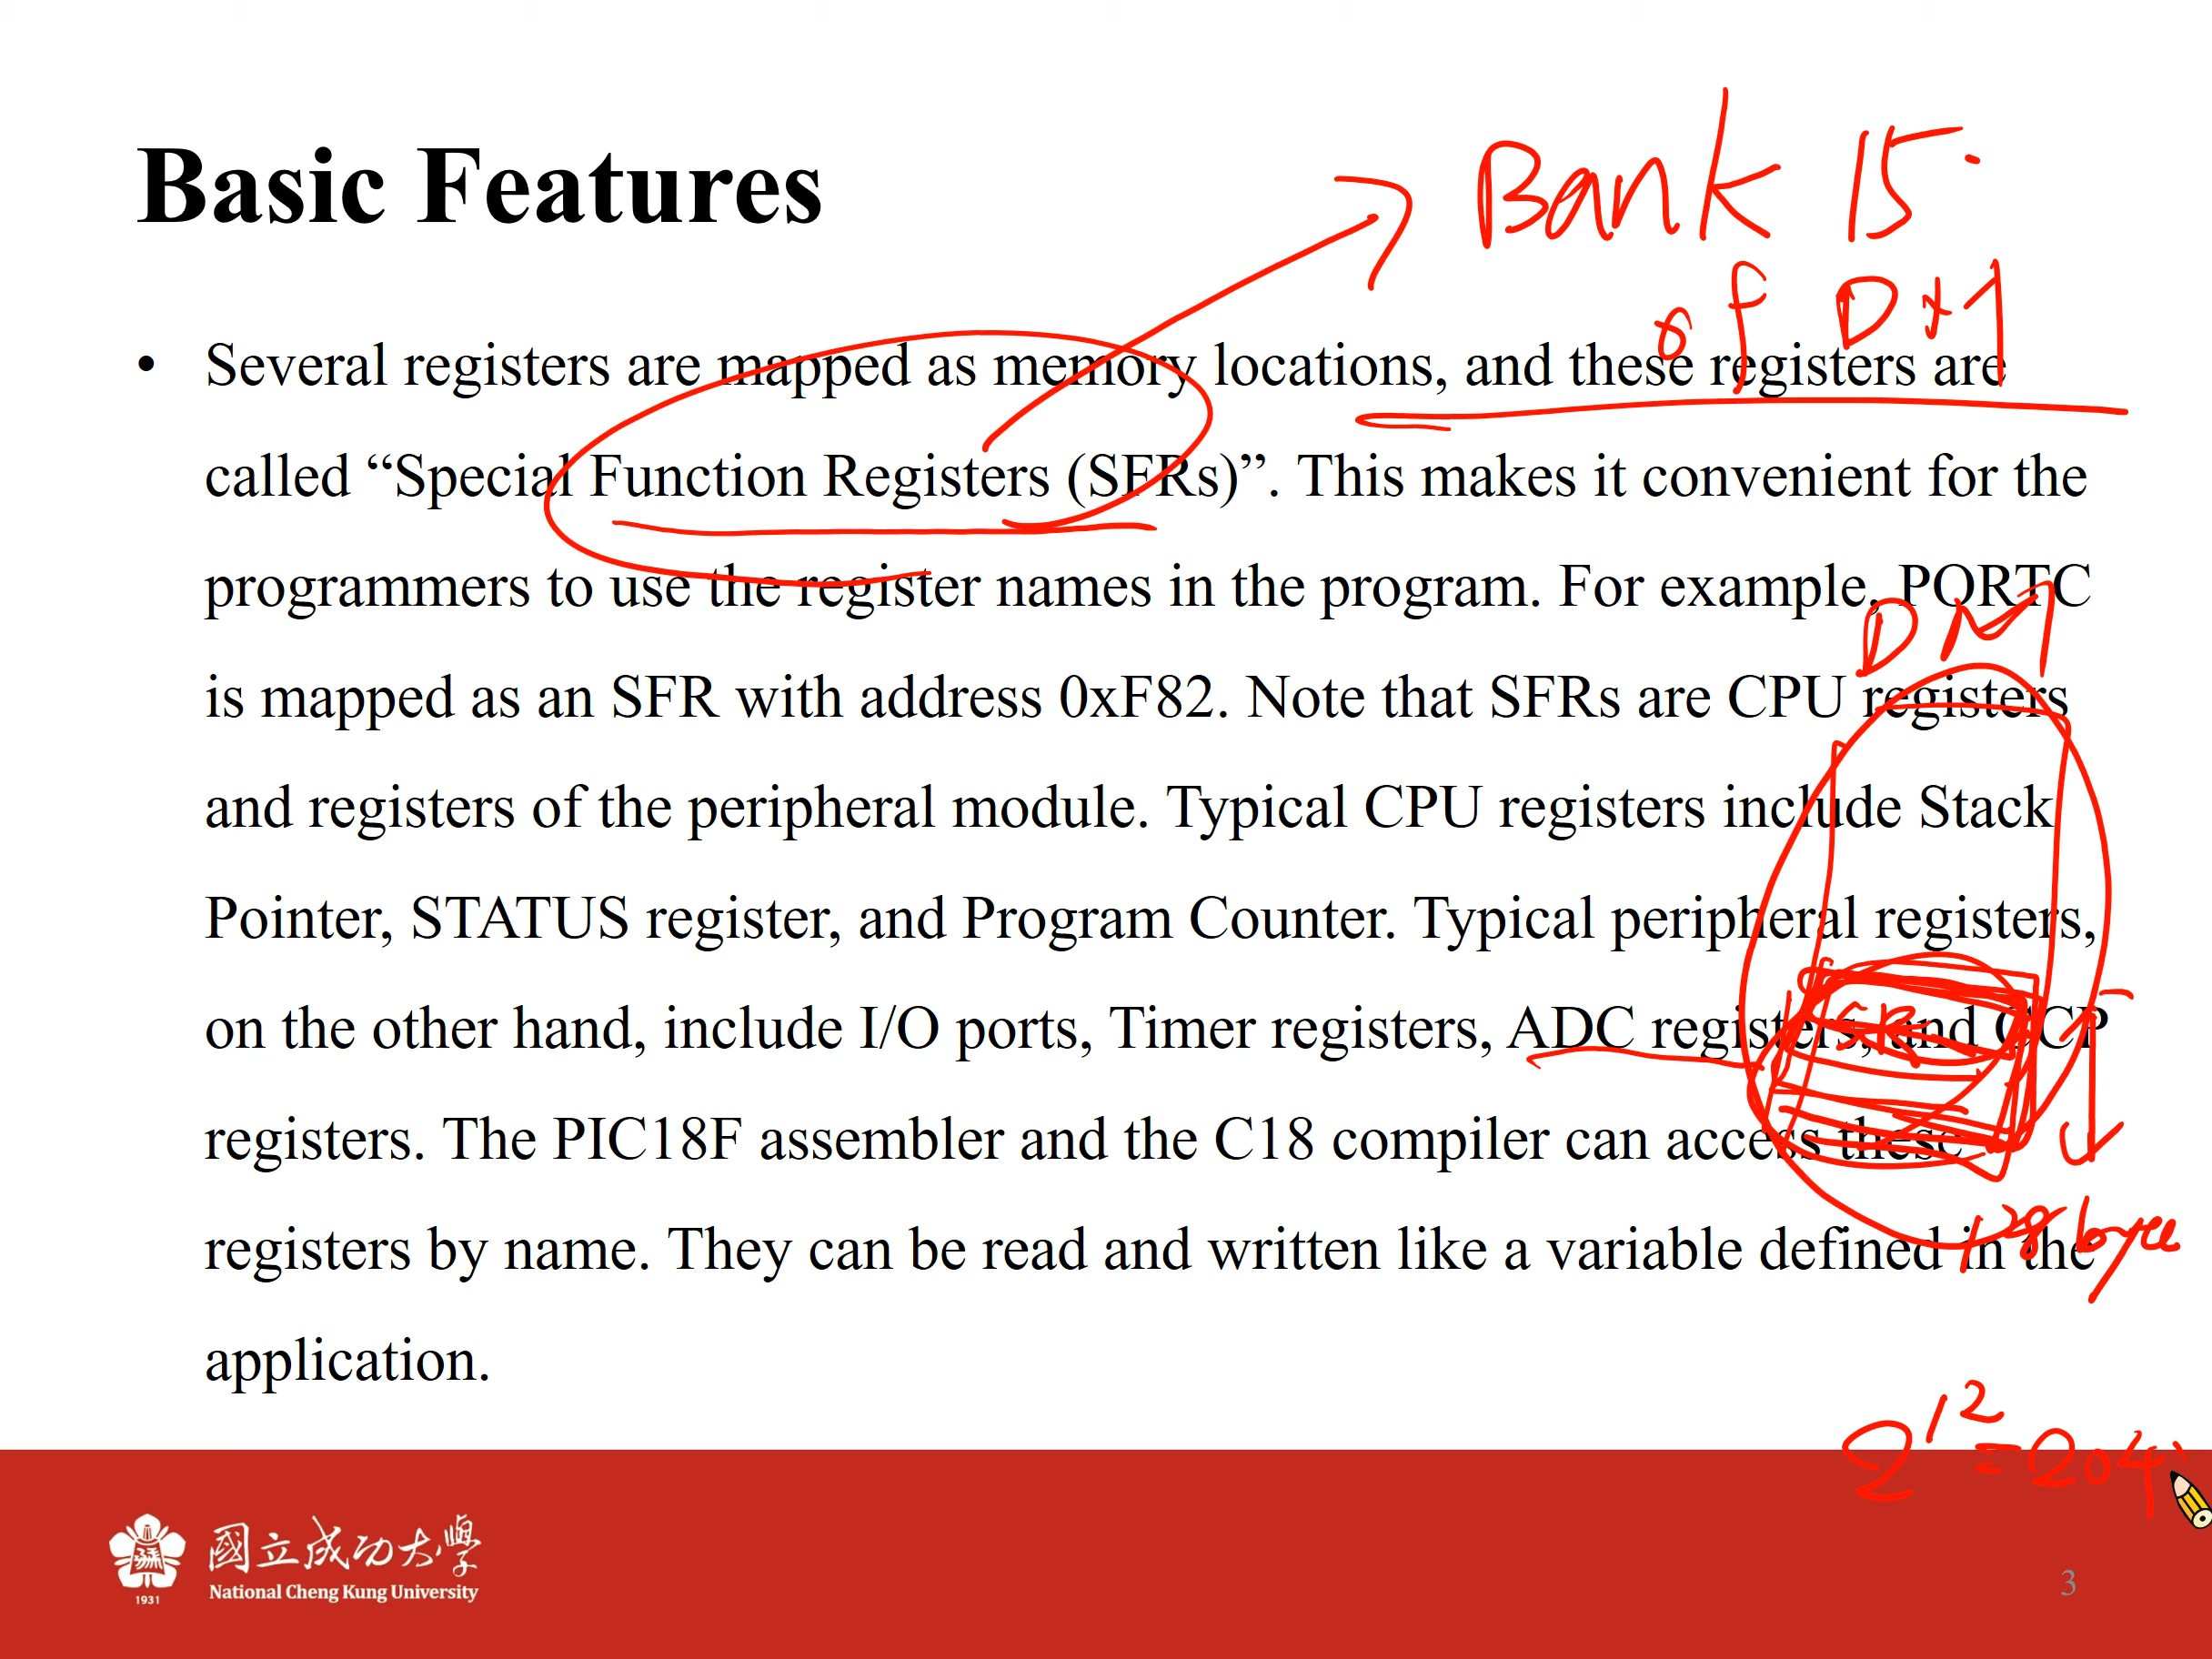 Basic Features
Bank 15
of DM
• Several registers are mapped as memory locations, and these registers are
called “Special Function Registers (SFRs)”. This makes it convenient for the
programmers to use the register names in the program. For example, PORTC
DM
is mapped as an SFR with address 0xF82. Note that SFRs are CPU registers
and registers of the peripheral module. Typical CPU registers include Stack
Pointer, STATUS register, and Program Counter. Typical peripheral registers,
on the other hand, include I/O ports, Timer registers, ADC registers, and CCP
registers. The PIC18F assembler and the C18 compiler can access these
128 byte
registers by name. They can be read and written like a variable defined in the
application.
2¹²=204
國立成功大學
National Cheng Kung University
1931
3